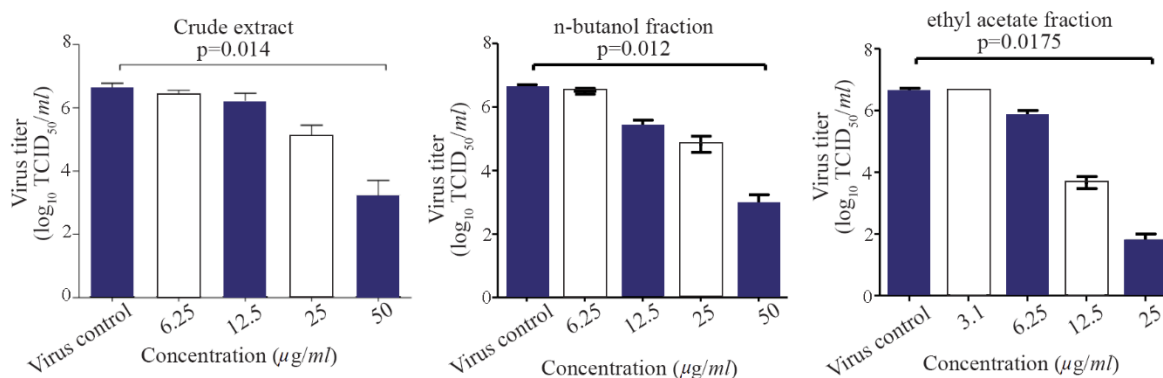 Crude extract
p=0.014
8
6
4
2
0
Virus titer
(log₁₀ TCID₅₀/ml)
Virus control
6.25
12.5
25
50
Concentration (µg/ml)
n-butanol fraction
p=0.012
8
6
4
2
0
Virus titer
(log₁₀ TCID₅₀/ml)
Virus control
6.25
12.5
25
50
Concentration (µg/ml)
ethyl acetate fraction
p=0.0175
8
6
4
2
0
Virus titer
(log₁₀ TCID₅₀/ml)
Virus control
3.1
6.25
12.5
25
Concentration (µg/ml)